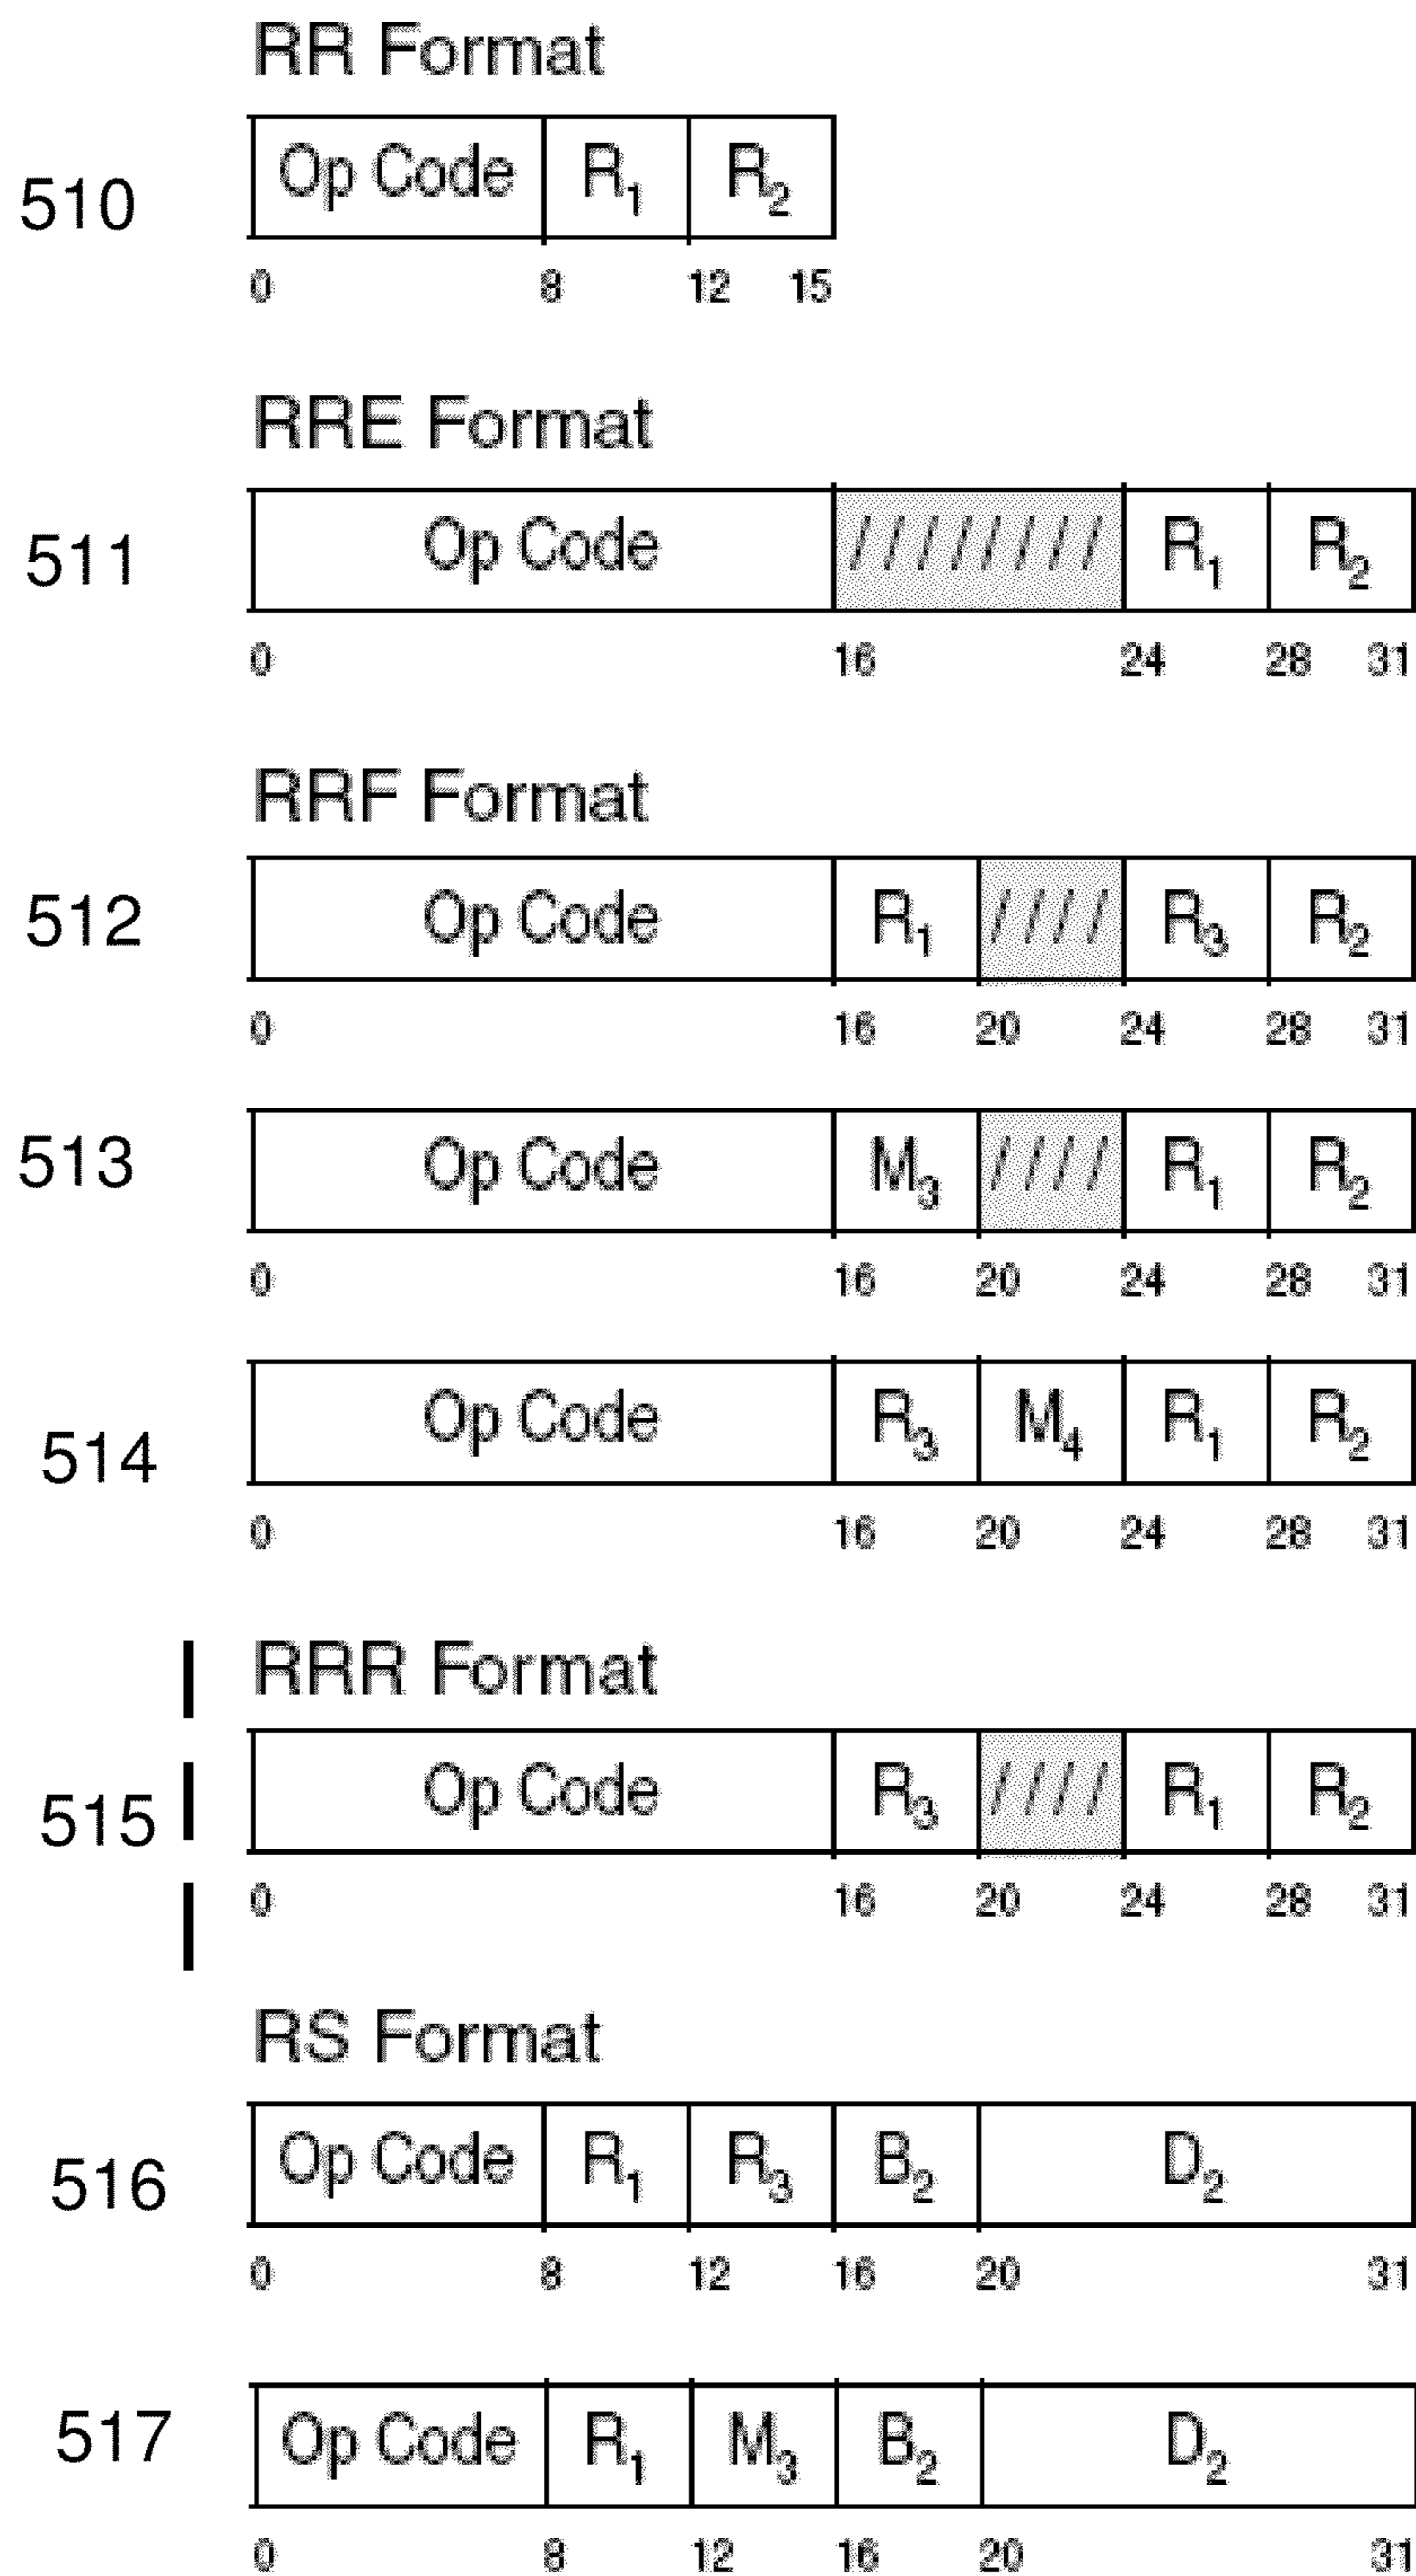 RR Format
510 Op Code R₁ R₂
0 8 12 15
RRE Format
511 Op Code //////// R₁ R₂
0 16 24 28 31
RRF Format
512 Op Code R₁ //// R₃ R₂
0 16 20 24 28 31
513 Op Code M₃ //// R₁ R₂
0 16 20 24 28 31
514 Op Code R₃ M₄ R₁ R₂
0 16 20 24 28 31
RRR Format
515 Op Code R₃ //// R₁ R₂
0 16 20 24 28 31
RS Format
516 Op Code R₁ R₃ B₂ D₂
0 8 12 16 20 31
517 Op Code R₁ M₃ B₂ D₂
0 8 12 16 20 31